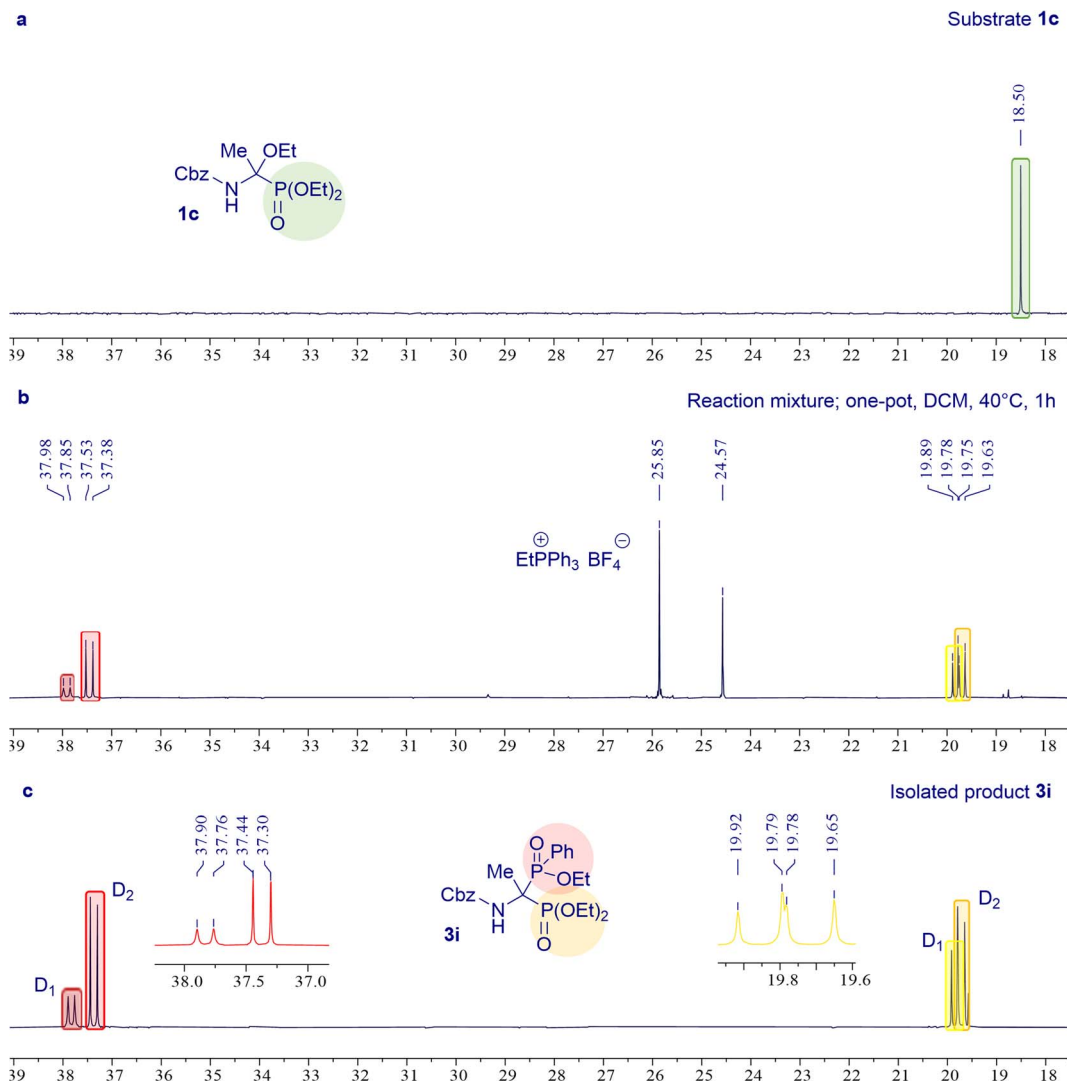 a
Substrate 1c
18.50
Me
OEt
Cbz
N
H
P(OEt)2
O
1c
39 38 37 36 35 34 33 32 31 30 29 28 27 26 25 24 23 22 21 20 19 18
b
Reaction mixture; one-pot, DCM, 40°C, 1h
37.98
37.85
37.53
37.38
25.85
24.57
19.89
19.78
19.75
19.63
EtPPh3 BF4
39 38 37 36 35 34 33 32 31 30 29 28 27 26 25 24 23 22 21 20 19 18
c
Isolated product 3i
37.90
37.76
37.44
37.30
19.92
19.79
19.78
19.65
O
Ph
Me
P
OEt
Cbz
N
H
P(OEt)2
O
3i
D1
D2
38.0 37.5 37.0
D1
D2
19.8 19.6
39 38 37 36 35 34 33 32 31 30 29 28 27 26 25 24 23 22 21 20 19 18